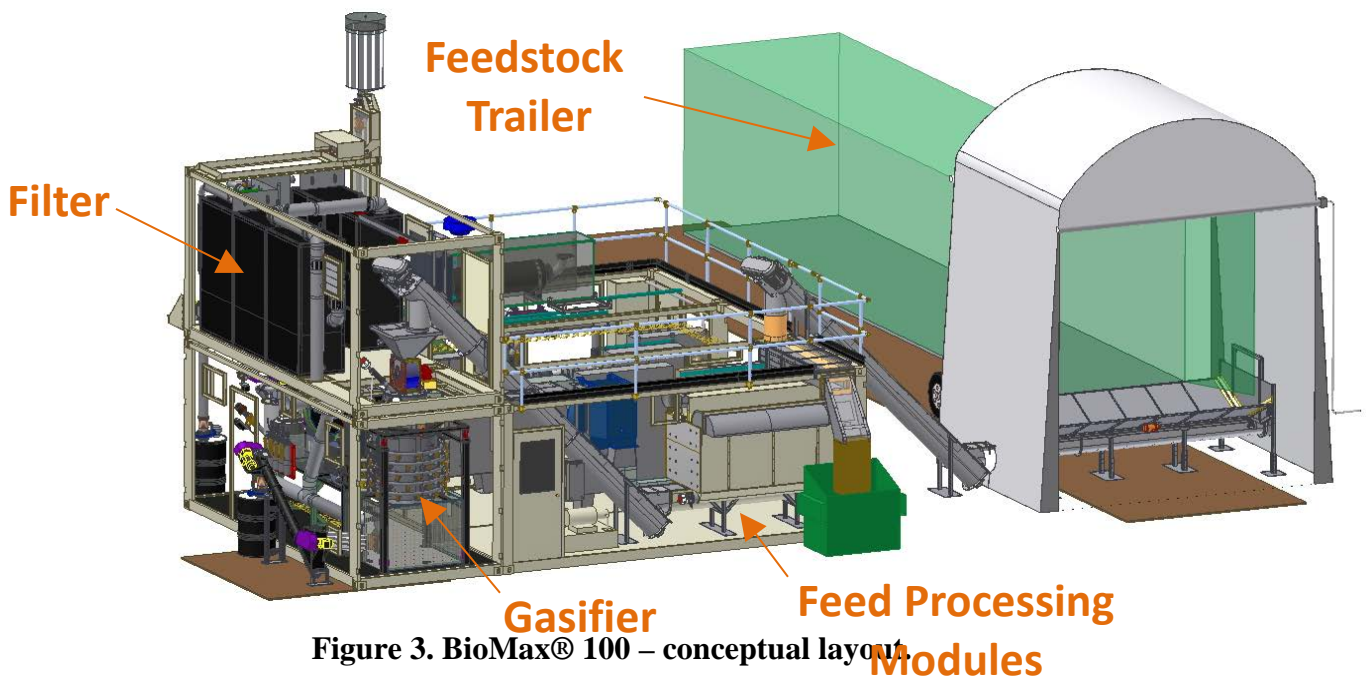 Feedstock
Trailer
Filter
Gasifier
Feed Processing
Modules
Figure 3. BioMax® 100 – conceptual layout.